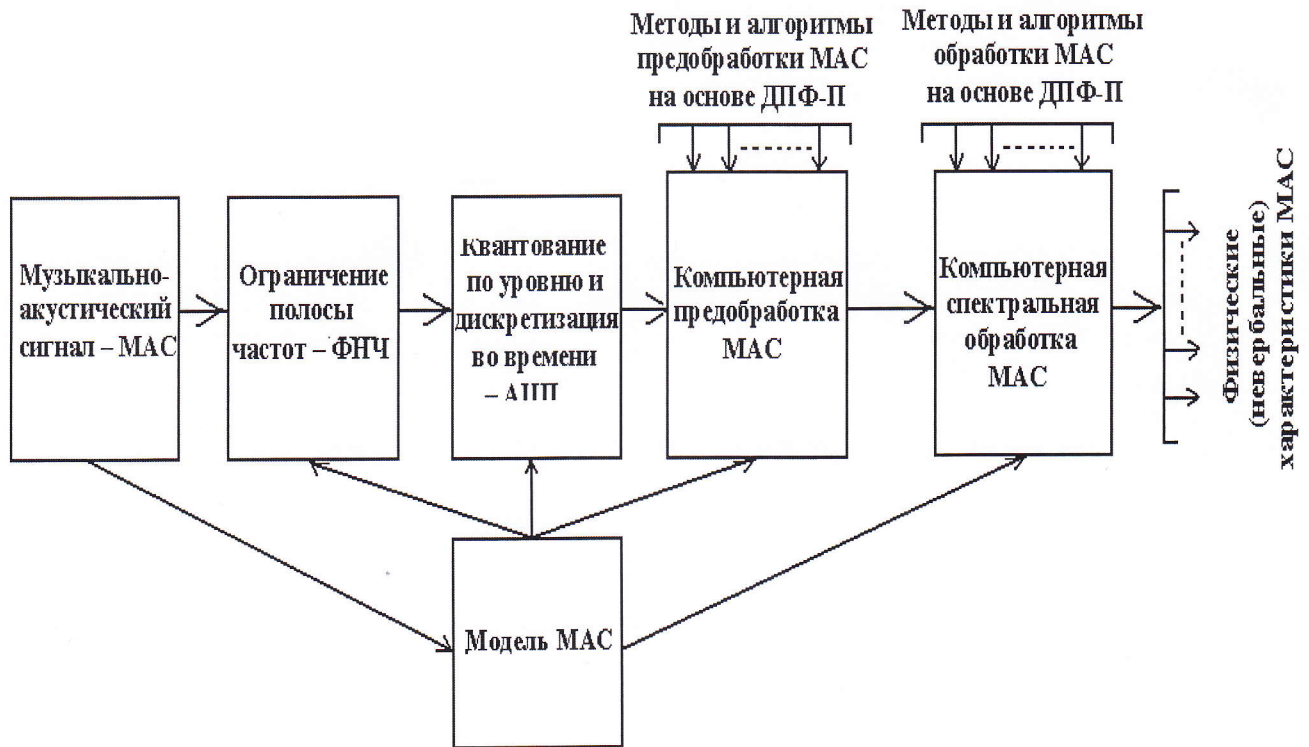 Методы и алгоритмы
предобработки МАС
на основе ДПФ-П
Методы и алгоритмы
обработки МАС
на основе ДПФ-П
Музыкально-
акустический
сигнал – МАС
Ограничение
полосы
частот – ФНЧ
Квантование
по уровню и
дискретизация
во времени
– АЦП
Компьютерная
предобработка
МАС
Компьютерная
спектральная
обработка
МАС
Физические
(невербальные)
характеристики МАС
Модель МАС